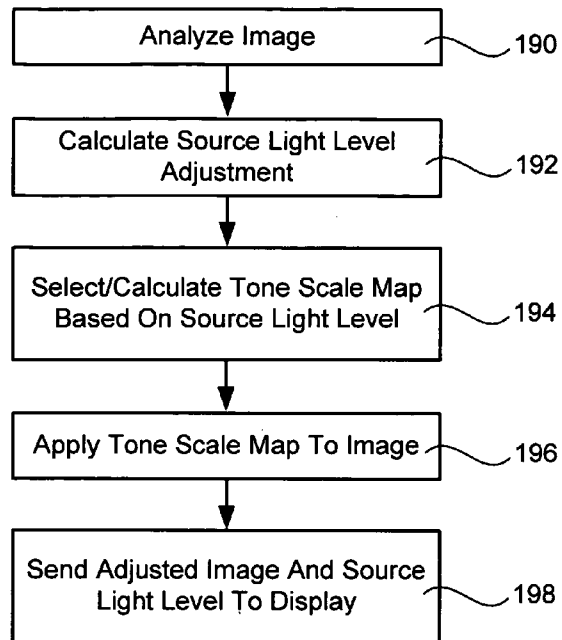 Analyze Image
190
Calculate Source Light Level
Adjustment
192
Select/Calculate Tone Scale Map
Based On Source Light Level
194
Apply Tone Scale Map To Image
196
Send Adjusted Image And Source
Light Level To Display
198